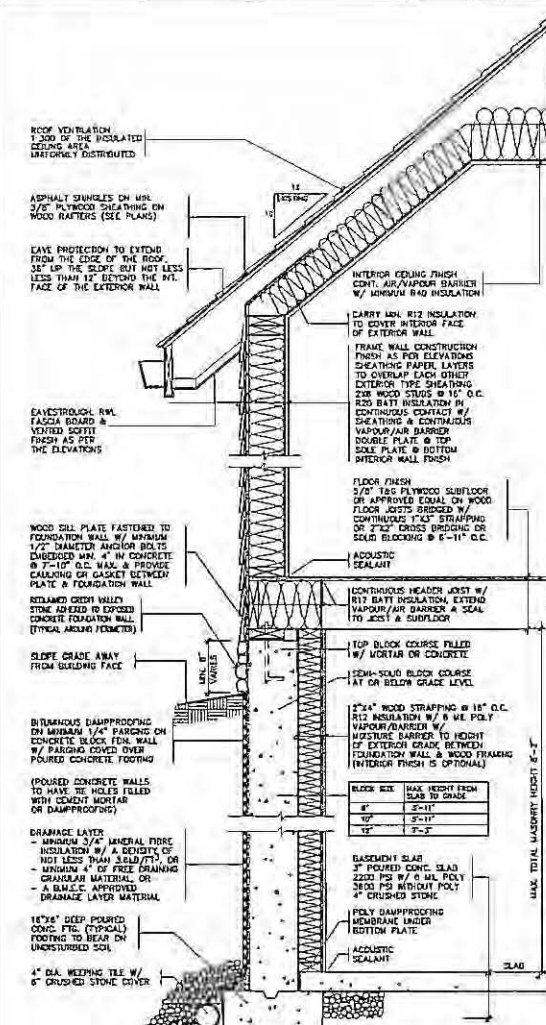 ROOF VENTILATION
1:300 OF THE INSULATED
CEILING AREA
UNIFORMLY DISTRIBUTED
ASPHALT SHINGLES ON MIN.
3/8" PLYWOOD SHEATHING ON
WOOD RAFTERS (SEE PLANS)
EAVE PROTECTION TO EXTEND
FROM THE EDGE OF THE ROOF,
36" UP THE SLOPE BUT NOT LESS
LESS THAN 12" BEYOND THE INT.
FACE OF THE EXTERIOR WALL
12
INTERIOR CEILING FINISH
CONT. AIR/VAPOUR BARRIER
W/ MINIMUM R40 INSULATION
CARRY MIN. R12 INSULATION
TO COVER INTERIOR FACE
OF EXTERIOR WALL
FRAME WALL CONSTRUCTION
FINISH AS PER ELEVATIONS
SHEATHING PAPER, LAYERS
TO OVERLAP EACH OTHER
EXTERIOR TYPE SHEATHING
WOOD STUDS @ 16" O.C.
R20 BATT INSULATION IN
CONTINUOUS CONTACT W/
SHEATHING & CONTINUOUS
VAPOUR/AIR BARRIER
DOUBLE PLATE @ TOP
SOLE PLATE @ BOTTOM
INTERIOR WALL FINISH
EAVESTROUGH, RWL
FASCIA BOARD &
VENTED SOFFIT
FINISH AS PER
THE ELEVATIONS
FLOOR FINISH
5/8" T&G PLYWOOD SUBFLOOR
OR APPROVED EQUAL ON WOOD
FLOOR JOISTS BRIDGED W/
CONTINUOUS 1"X3" STRAPPING
OR 2"X2" CROSS BRIDGING OR
SOLID BLOCKING @ 6'-11" O.C.
ACOUSTIC
SEALANT
WOOD SILL PLATE FASTENED TO
FOUNDATION WALL W/ MINIMUM
1/2" DIAMETER ANCHOR BOLTS
EMBEDDED MIN. 4" IN CONCRETE
@ 7'-10" O.C. MAX. & PROVIDE
CAULKING OR GASKET BETWEEN
PLATE & FOUNDATION WALL
CONTINUOUS HEADER JOIST W/
R17 BATT INSULATION, EXTEND
VAPOUR/AIR BARRIER & SEAL
TO JOIST & SUBFLOOR
RECLAIMED CREDIT VALLEY
STONE ADHERED TO EXPOSED
CONCRETE FOUNDATION WALL
(TYPICAL AROUND PERIMETER)
MIN. 6"
VARIES
TOP BLOCK COURSE FILLED
W/ MORTAR OR CONCRETE
SLOPE GRADE AWAY
FROM BUILDING FACE
SEMI-SOLID BLOCK COURSE
AT OR BELOW GRADE LEVEL
2"X4" WOOD STRAPPING @ 16" O.C.
R12 INSULATION W/ 6 MIL POLY
VAPOUR/BARRIER W/
MOISTURE BARRIER TO HEIGHT
OF EXTERIOR GRADE BETWEEN
FOUNDATION WALL & WOOD FRAMING
(INTERIOR FINISH IS OPTIONAL)
BITUMINOUS DAMPPROOFING
ON MINIMUM 1/4" PARGING ON
CONCRETE BLOCK FDN. WALL
W/ PARGING COVED OVER
POURED CONCRETE FOOTING
(POURED CONCRETE WALLS
TO HAVE TIE HOLES FILLED
WITH CEMENT MORTAR
OR DAMPPROOFING)
BLOCK SIZE MAX. HEIGHT FROM
SLAB TO GRADE
8"
10"
12"
MAX. TOTAL MASONRY HEIGHT
DRAINAGE LAYER
- MINIMUM 3/4" MINERAL FIBRE
INSULATION W/ A DENSITY OF
NOT LESS THAN 3.6LB/FT³, OR
- MINIMUM 4" OF FREE DRAINING
GRANULAR MATERIAL, OR
- A B.M.E.C. APPROVED
DRAINAGE LAYER MATERIAL
BASEMENT SLAB
3" POURED CONC. SLAB
2200 PSI W/ 6 MIL POLY
3600 PSI WITHOUT POLY
4" CRUSHED STONE
POLY DAMPPROOFING
MEMBRANE UNDER
BOTTOM PLATE
ACOUSTIC
SEALANT
SLAB
DEEP POURED
CONC. FTG. (TYPICAL)
FOOTING TO BEAR ON
UNDISTURBED SOIL
4" DIA. WEEPING TILE W/
6" CRUSHED STONE COVER